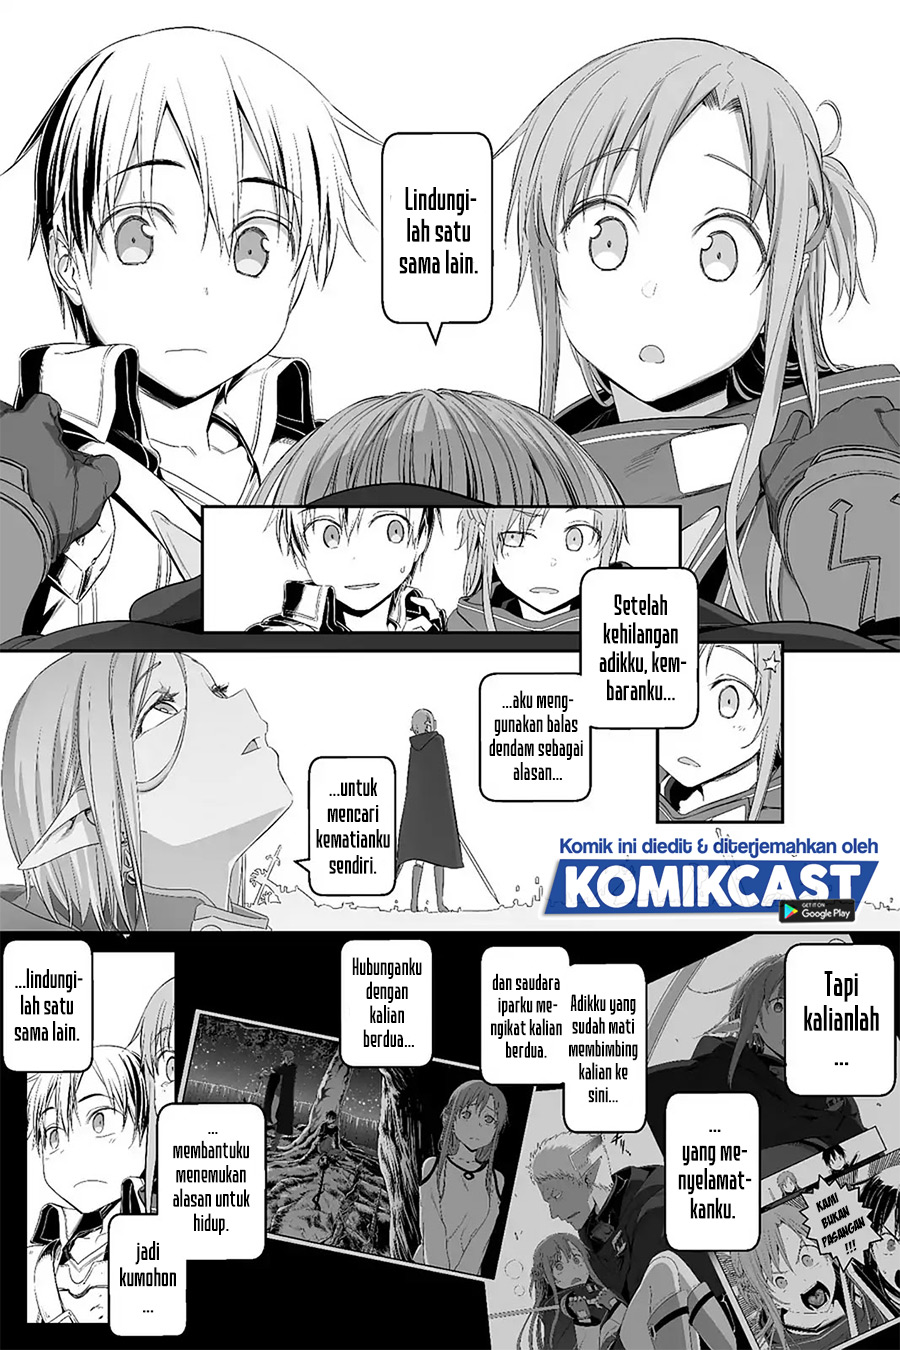 Lindungi-
lah satu
sama lain.
Setelah
kehilangan
adikku, kem-
baranku...
...aku meng-
gunakan balas
dendam sebagai
alasan...
...untuk
mencari
kematianku
sendiri.
Komik ini diedit & diterjemahkan oleh
KOMIKCAST
GET IT ON
Google Play
Tapi
kalianlah
...
...
yang me-
nyelamat-
kanku.
KAMI
BUKAN
PASANGAN
!!!
Adikku yang
sudah mati
membimbing
kalian ke
sini...
dan saudara
iparku me-
ngikat kalian
berdua.
Hubunganku
dengan
kalian
berdua...
...
membantuku
menemukan
alasan untuk
hidup.
jadi
kumohon
...
...lindungi-
lah satu
sama lain.